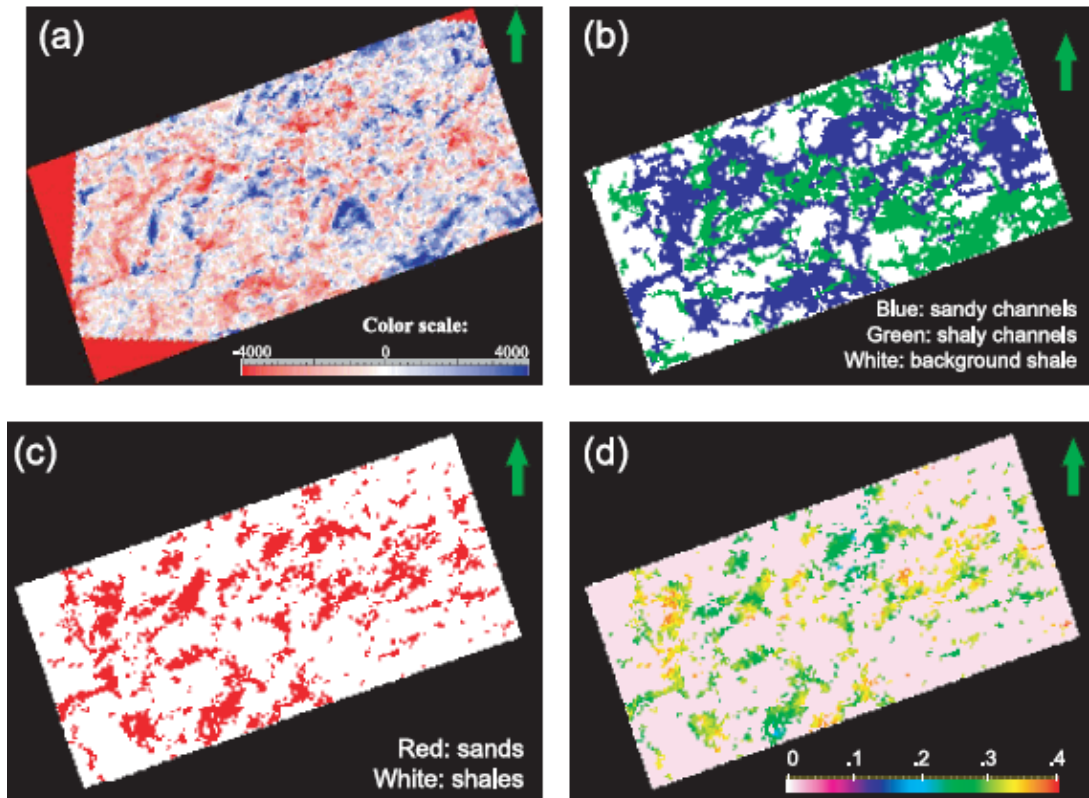 (a)
Color scale:
-4000 0 4000
(b)
Blue: sandy channels
Green: shaly channels
White: background shale
(c)
Red: sands
White: shales
(d)
0 .1 .2 .3 .4